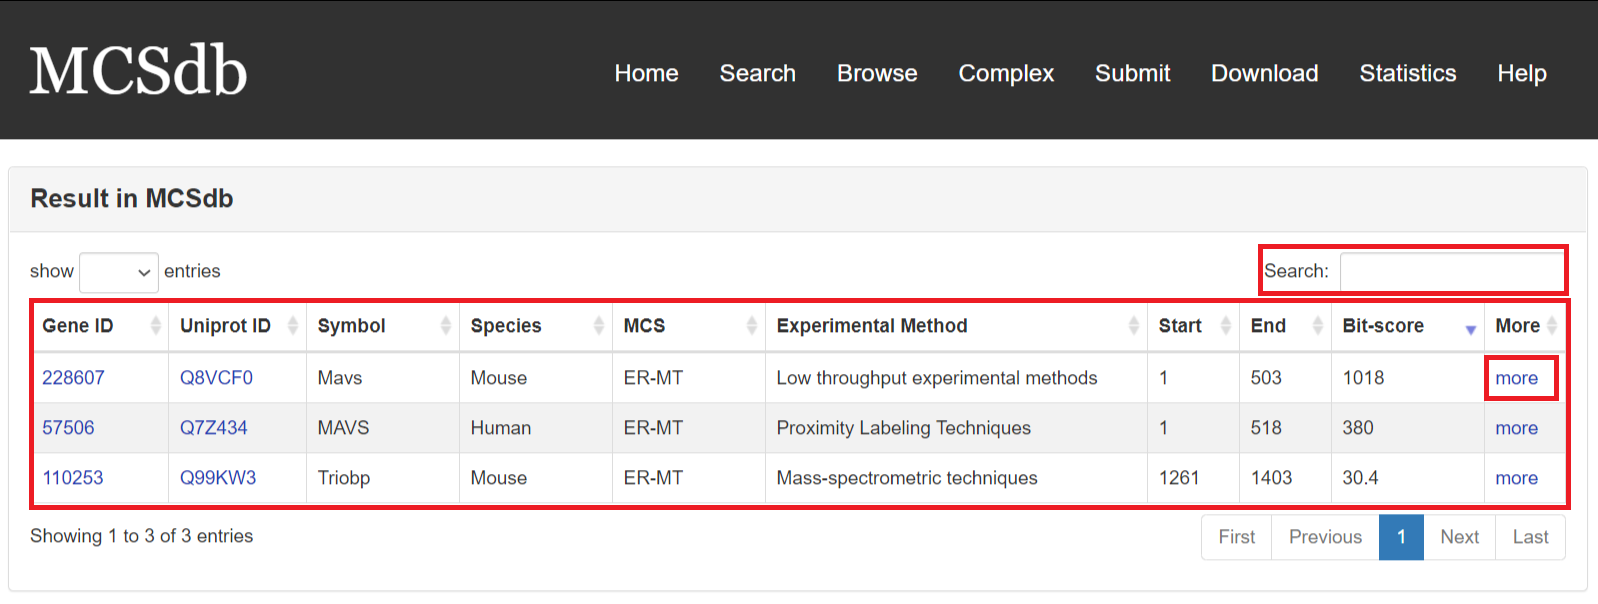 MCSdb
Home Search Browse Complex Submit Download Statistics Help
Result in MCSdb
show entries
Search:
Gene ID Uniprot ID Symbol Species MCS Experimental Method Start End Bit-score More
228607 Q8VCF0 Mavs Mouse ER-MT Low throughput experimental methods 1 503 1018 more
57506 Q7Z434 MAVS Human ER-MT Proximity Labeling Techniques 1 518 380 more
110253 Q99KW3 Triobp Mouse ER-MT Mass-spectrometric techniques 1261 1403 30.4 more
Showing 1 to 3 of 3 entries
First Previous 1 Next Last